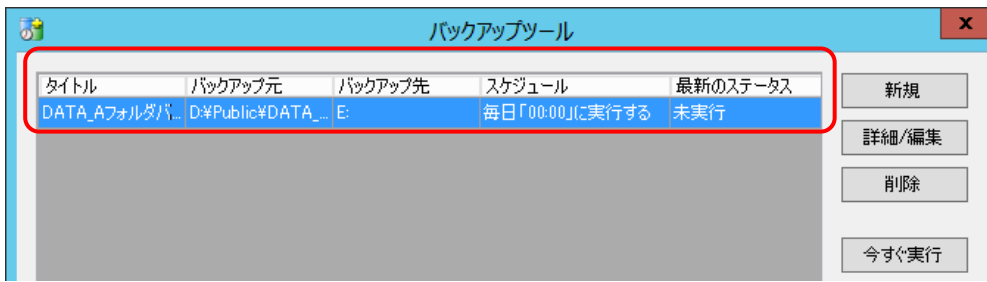 バックアップツール
x
タイトル バックアップ元 バックアップ先 スケジュール 最新のステータス
DATA_Aフォルダバ... D:¥Public¥DATA_... E: 毎日「00:00」に実行する 未実行
新規
詳細/編集
削除
今すぐ実行